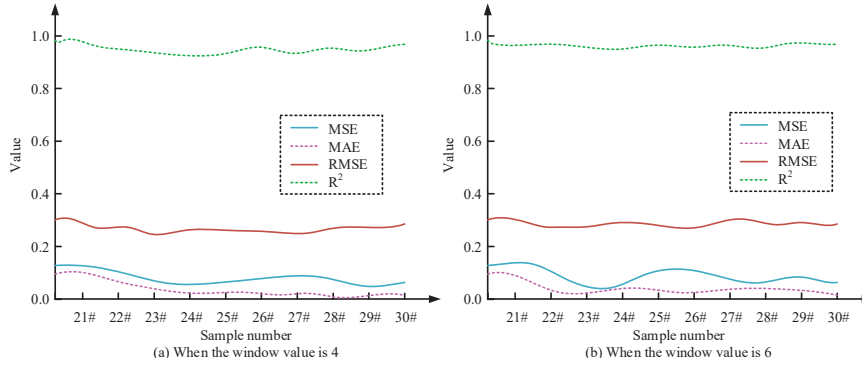 1.0
0.8
0.6
0.4
0.2
0.0
Value
MSE
MAE
RMSE
R²
21# 22# 23# 24# 25# 26# 27# 28# 29# 30#
Sample number
(a) When the window value is 4
1.0
0.8
0.6
0.4
0.2
0.0
Value
MSE
MAE
RMSE
R²
21# 22# 23# 24# 25# 26# 27# 28# 29# 30#
Sample number
(b) When the window value is 6